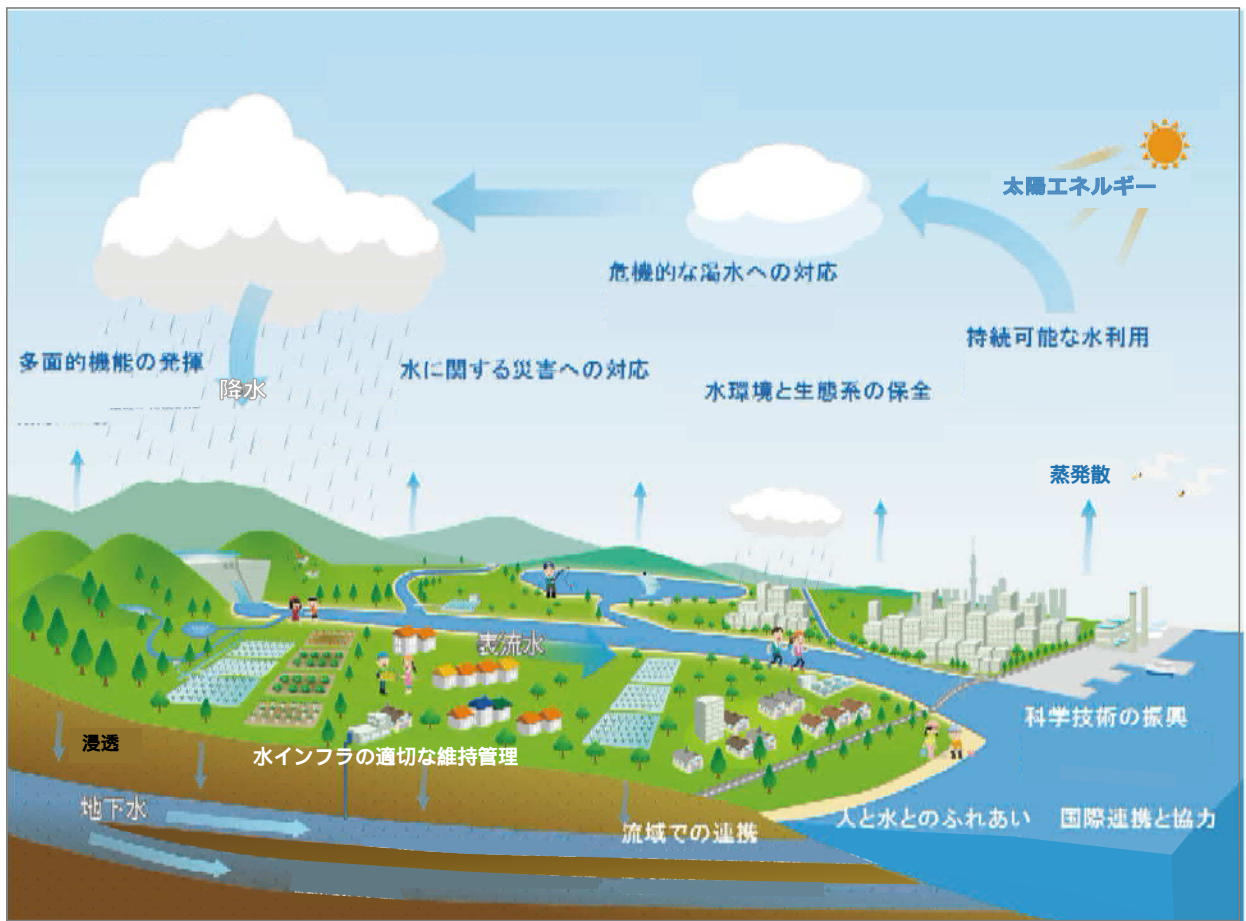 太陽エネルギー
危機的な渇水への対応
持続可能な水利用
多面的機能の発揮
水に関する災害への対応
降水
水環境と生態系の保全
蒸発散
表流水
科学技術の振興
浸透
水インフラの適切な維持管理
地下水
流域での連携
人と水とのふれあい
国際連携と協力